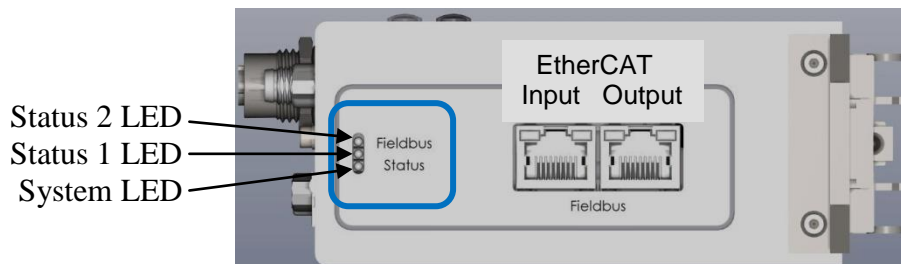 EtherCAT
Input Output
Status 2 LED
Status 1 LED
System LED
Fieldbus
Status
Fieldbus